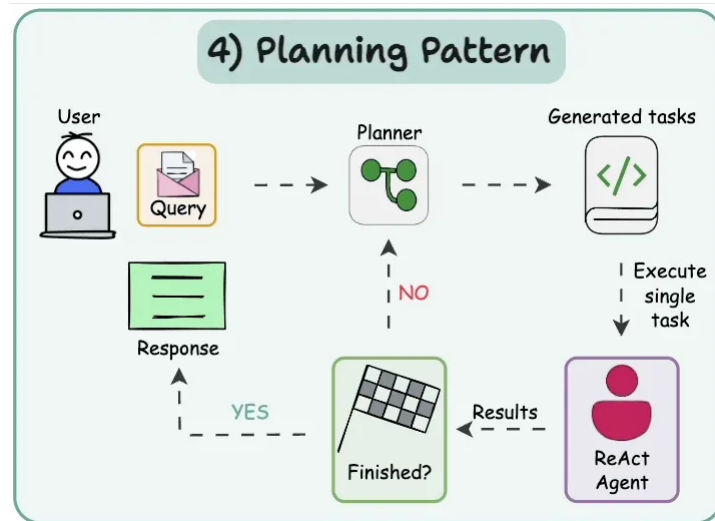 4) Planning Pattern
User
Query
Planner
Generated tasks
</>
Execute
single
task
NO
Response
YES
Results
Finished?
ReAct
Agent